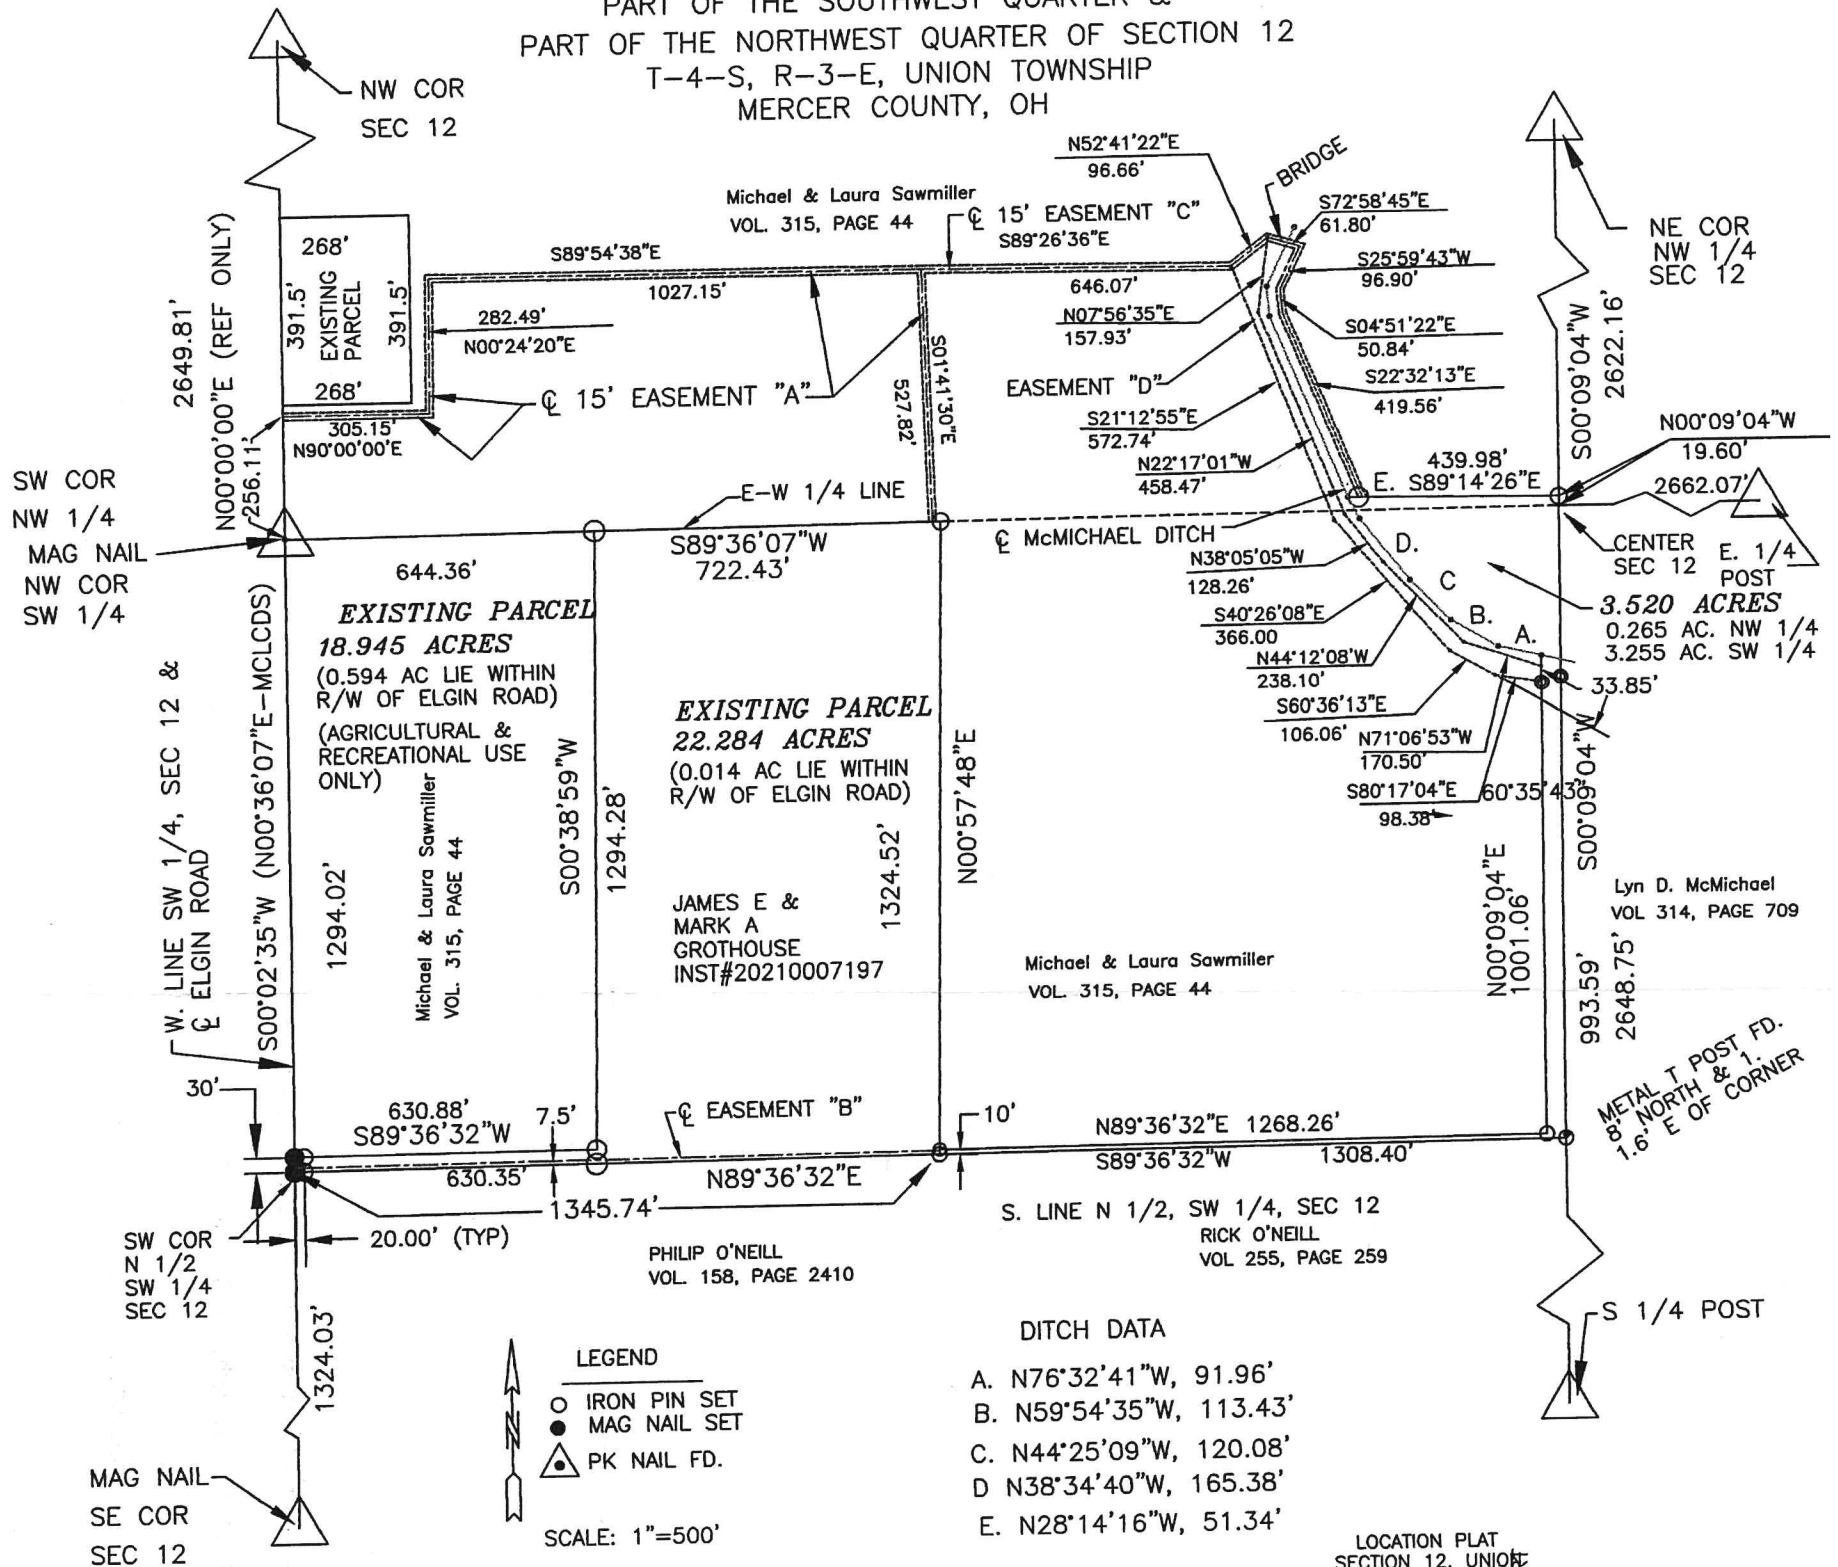 PART OF THE SOUTHWEST QUARTER &
PART OF THE NORTHWEST QUARTER OF SECTION 12
T-4-S, R-3-E, UNION TOWNSHIP
MERCER COUNTY, OH
NW COR
SEC 12
N52°41'22"E
96.66'
BRIDGE
S72°58'45"E
61.80'
NE COR
NW 1/4
SEC 12
Michael & Laura Sawmiller
VOL. 315, PAGE 44
℄ 15' EASEMENT "C"
S89°26'36"E
646.07'
S25°59'43"W
96.90'
S04°51'22"E
50.84'
S22°32'13"E
419.56'
N07°56'35"E
157.93'
EASEMENT "D"
S21°12'55"E
572.74'
N22°17'01"W
458.47'
2649.81'
N00°00'00"E (REF ONLY)
256.11'
268'
391.5'
EXISTING
PARCEL
391.5'
268'
305.15'
N90°00'00"E
S89°54'38"E
1027.15'
282.49'
N00°24'20"E
℄ 15' EASEMENT "A"
S01°41'30"E
527.82'
S00°09'04"W
2622.16'
N00°09'04"W
19.60'
439.98'
E. S89°14'26"E
2662.07'
CENTER
SEC 12
E. 1/4
POST
SW COR
NW 1/4
MAG NAIL
NW COR
SW 1/4
E-W 1/4 LINE
S89°36'07"W
722.43'
644.36'
℄ McMICHAEL DITCH
N38°05'05"W
128.26'
S40°26'08"E
366.00
N44°12'08"W
238.10'
S60°36'13"E
106.06'
N71°06'53"W
170.50'
S80°17'04"E
98.38'
D.
C
B.
A.
3.520 ACRES
0.265 AC. NW 1/4
3.255 AC. SW 1/4
33.85'
60°35'43"
EXISTING PARCEL
18.945 ACRES
(0.594 AC LIE WITHIN
R/W OF ELGIN ROAD)
(AGRICULTURAL &
RECREATIONAL USE
ONLY)
Michael & Laura Sawmiller
VOL. 315, PAGE 44
EXISTING PARCEL
22.284 ACRES
(0.014 AC LIE WITHIN
R/W OF ELGIN ROAD)
JAMES E &
MARK A
GROTHOUSE
INST#20210007197
W. LINE SW 1/4, SEC 12 &
℄ ELGIN ROAD
S00°02'35"W (N00°36'07"E-MCLCDS)
1294.02'
S00°38'59"W
1294.28'
1324.52'
N00°57'48"E
Michael & Laura Sawmiller
VOL. 315, PAGE 44
N00°09'04"E
1001.06'
S00°09'04"W
993.59'
2648.75'
Lyn D. McMichael
VOL 314, PAGE 709
METAL T POST FD.
8' NORTH & 1.
1.6' E OF CORNER
30'
630.88'
S89°36'32"W
7.5'
℄ EASEMENT "B"
10'
N89°36'32"E 1268.26'
S89°36'32"W 1308.40'
630.35'
N89°36'32"E
1345.74'
20.00' (TYP)
S. LINE N 1/2, SW 1/4, SEC 12
RICK O'NEILL
VOL 255, PAGE 259
PHILIP O'NEILL
VOL. 158, PAGE 2410
SW COR
N 1/2
SW 1/4
SEC 12
1324.03'
S 1/4 POST
MAG NAIL
SE COR
SEC 12
N
LEGEND
IRON PIN SET
MAG NAIL SET
PK NAIL FD.
SCALE: 1"=500'
DITCH DATA
A. N76°32'41"W, 91.96'
B. N59°54'35"W, 113.43'
C. N44°25'09"W, 120.08'
D N38°34'40"W, 165.38'
E. N28°14'16"W, 51.34'
LOCATION PLAT
SECTION 12, UNION